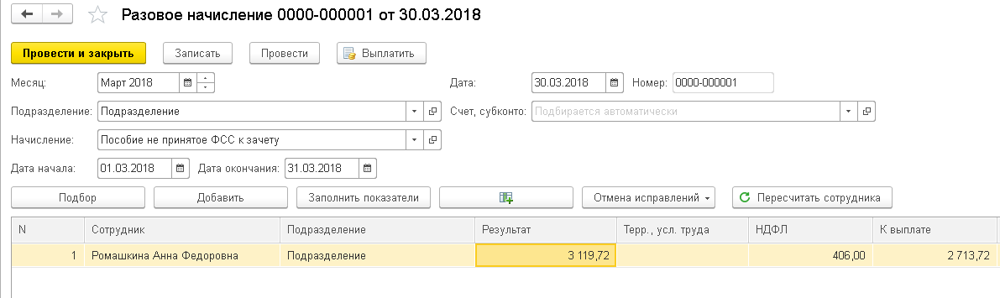 Разовое начисление 0000-000001 от 30.03.2018
Провести и закрыть Записать Провести Выплатить
Месяц: Март 2018 Дата: 30.03.2018 Номер: 0000-000001
Подразделение: Подразделение Счет, субконто: Подбирается автоматически
Начисление: Пособие не принятое ФСС к зачету
Дата начала: 01.03.2018 Дата окончания: 31.03.2018
Подбор Добавить Заполнить показатели Отмена исправлений Пересчитать сотрудника
N Сотрудник Подразделение Результат Терр., усл. труда НДФЛ К выплате
1 Ромашкина Анна Федоровна Подразделение 3 119,72 406,00 2 713,72